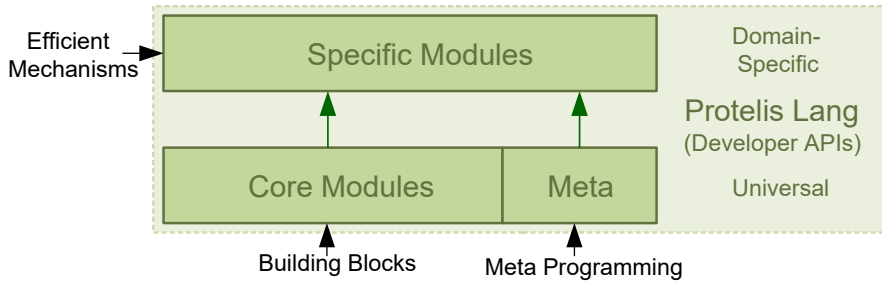 Efficient
Mechanisms
Specific Modules
Domain-
Specific
Protelis Lang
(Developer APIs)
Core Modules
Meta
Universal
Building Blocks
Meta Programming